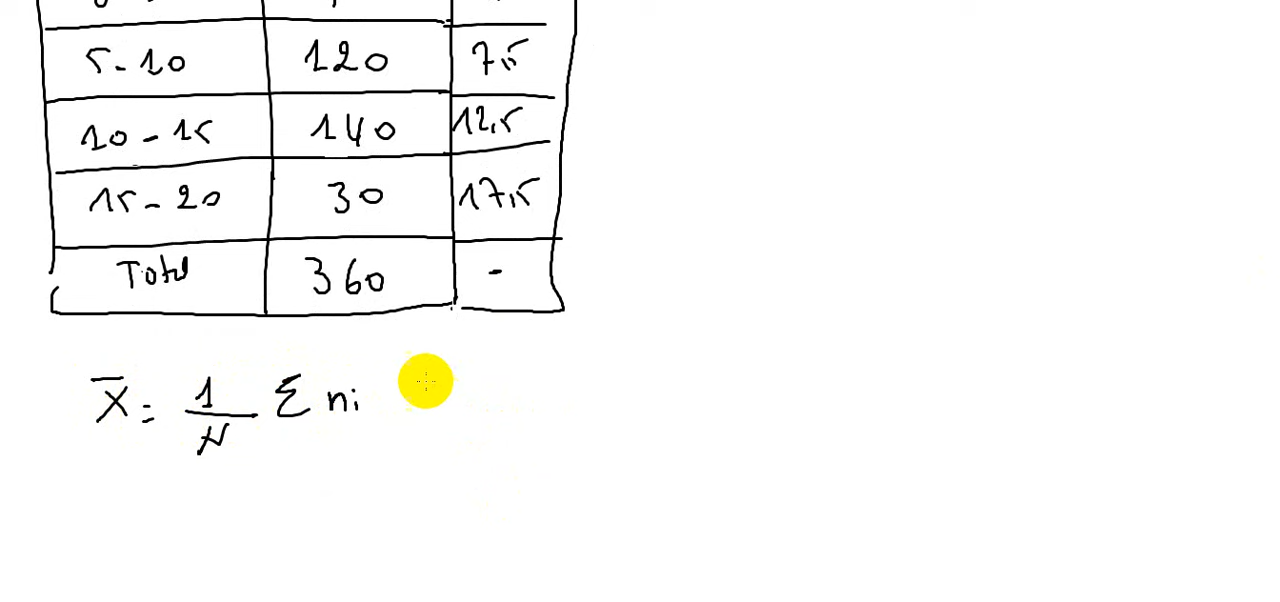 5-10 120 7,5
10-15 140 12,5
15-20 30 17,5
Total 360 -
X̄ = 1/N Σ ni